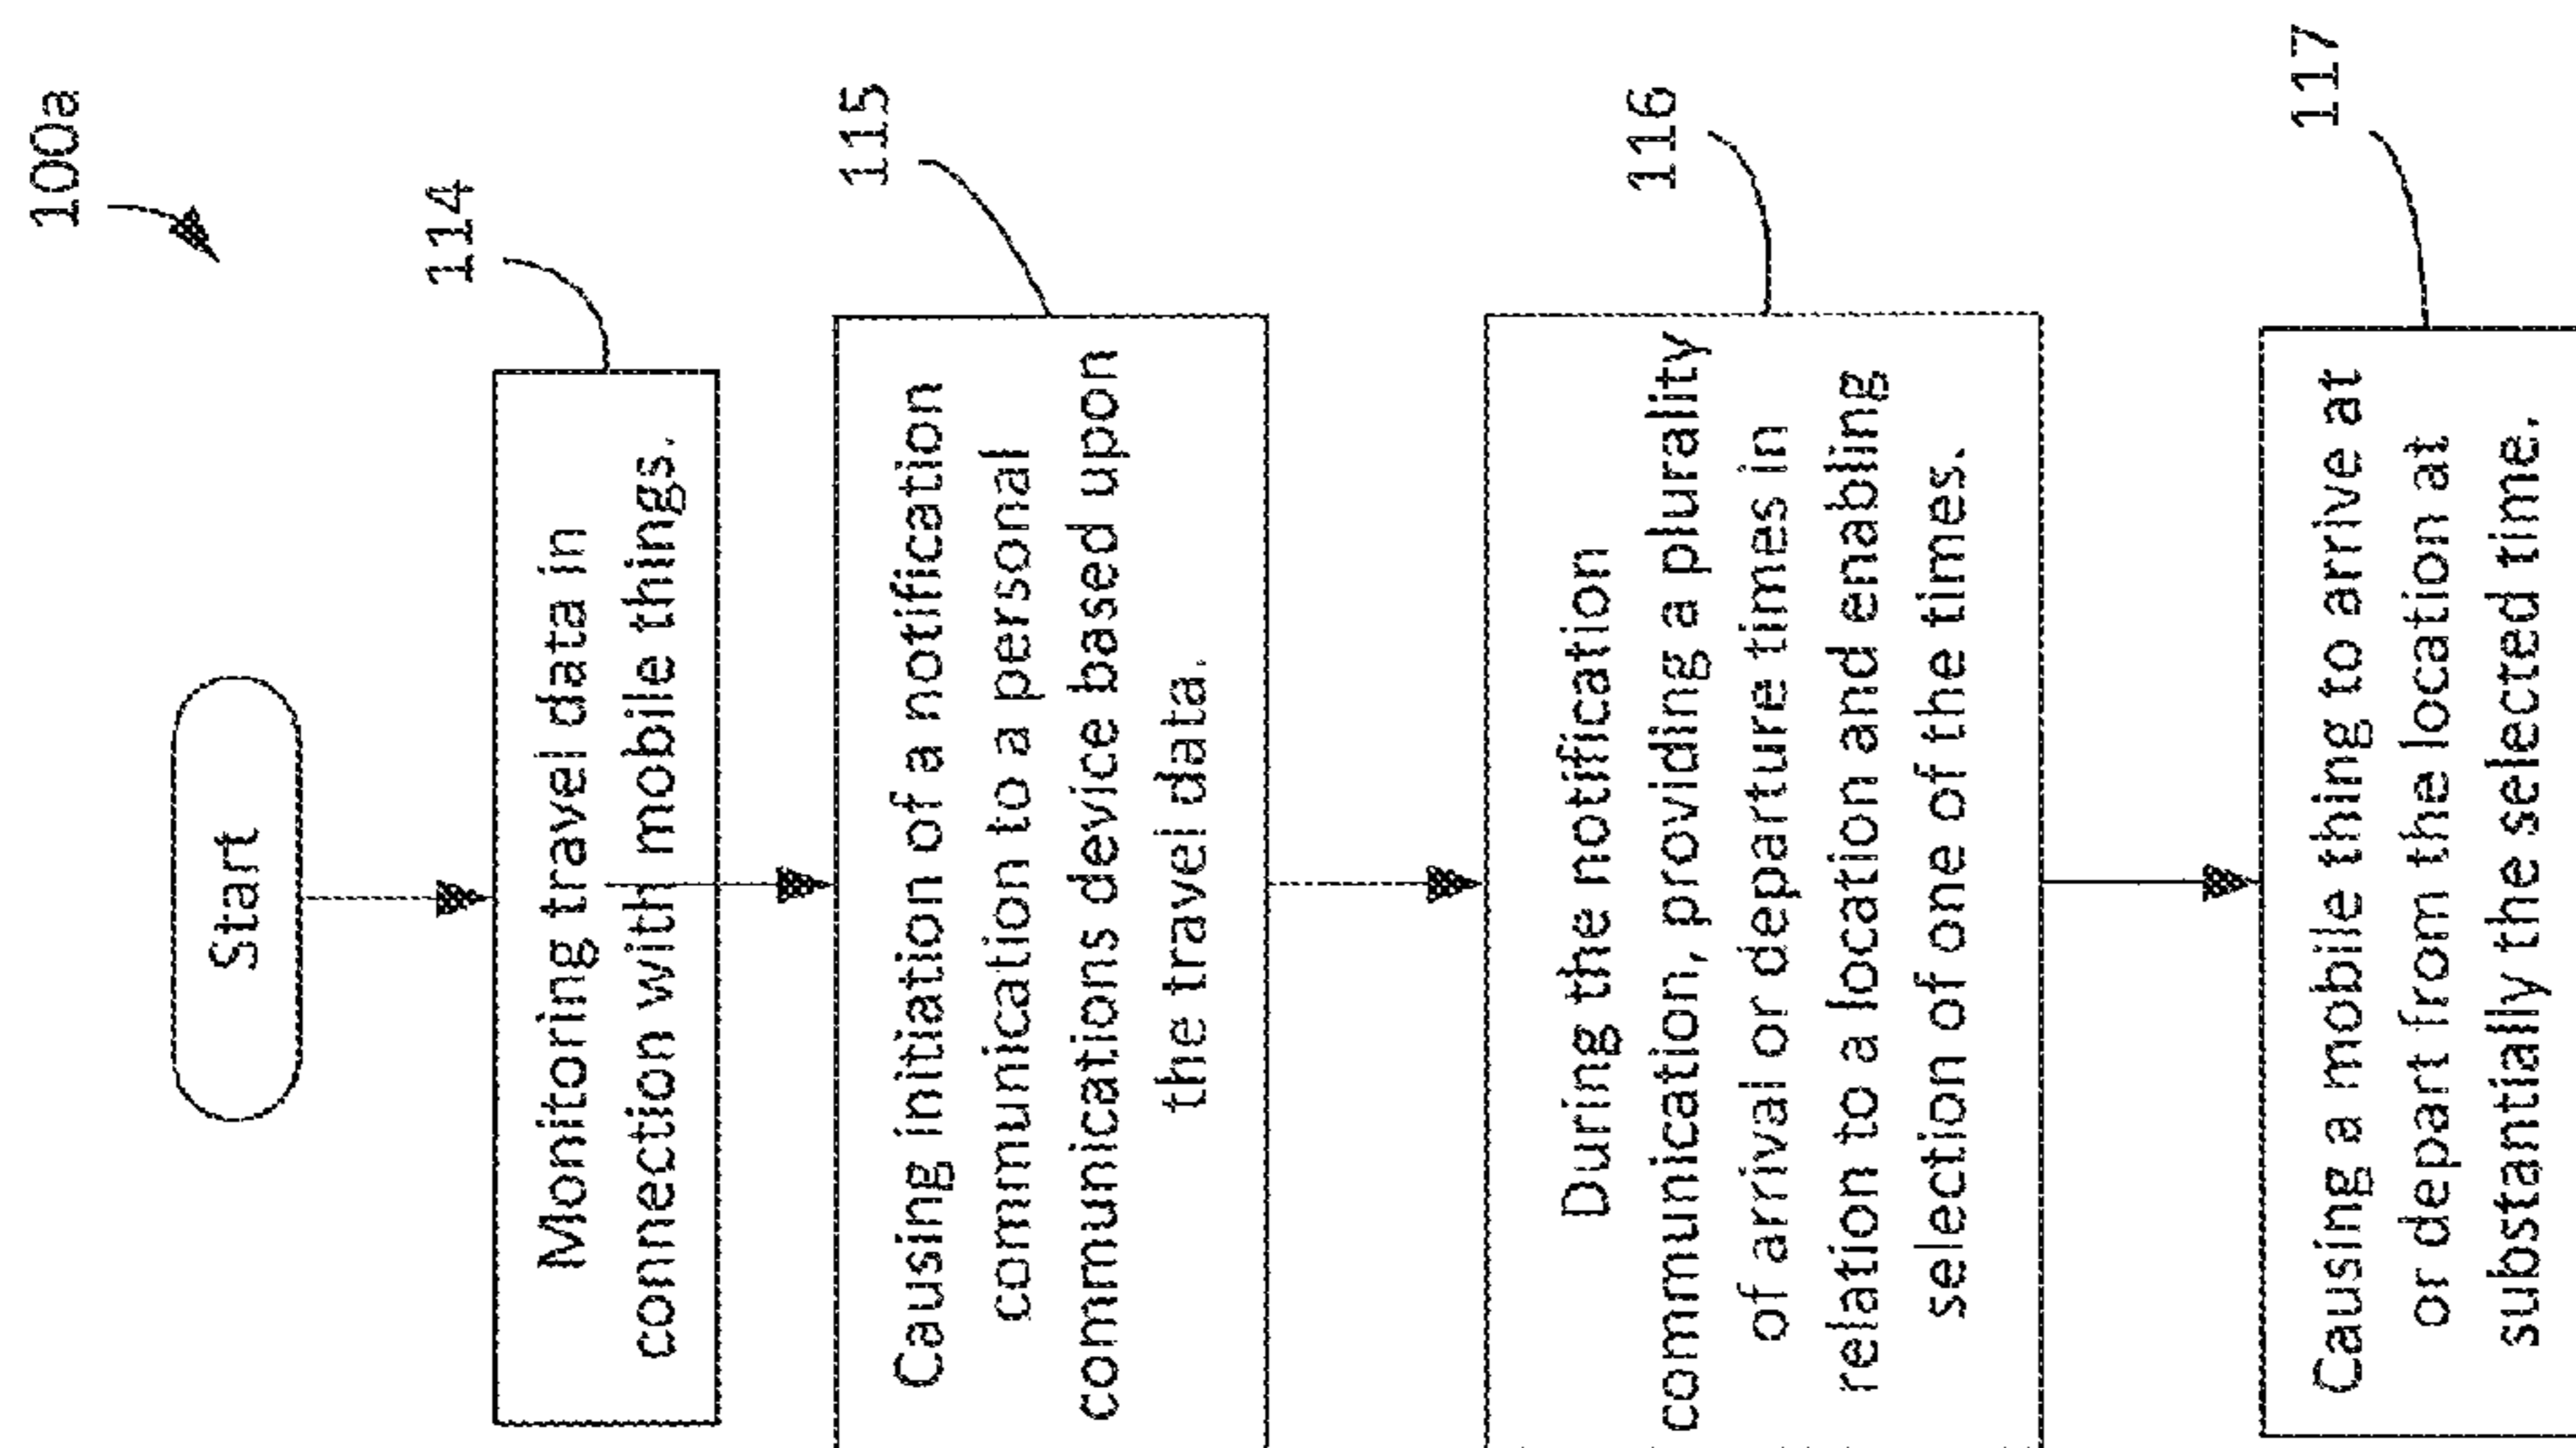 100a
Start
114
Monitoring travel data in
connection with mobile things.
115
Causing initiation of a notification
communication to a personal
communications device based upon
the travel data.
116
During the notification
communication, providing a plurality
of arrival or departure times in
relation to a location and enabling
selection of one of the times.
117
Causing a mobile thing to arrive at
or depart from the location at
substantially the selected time.